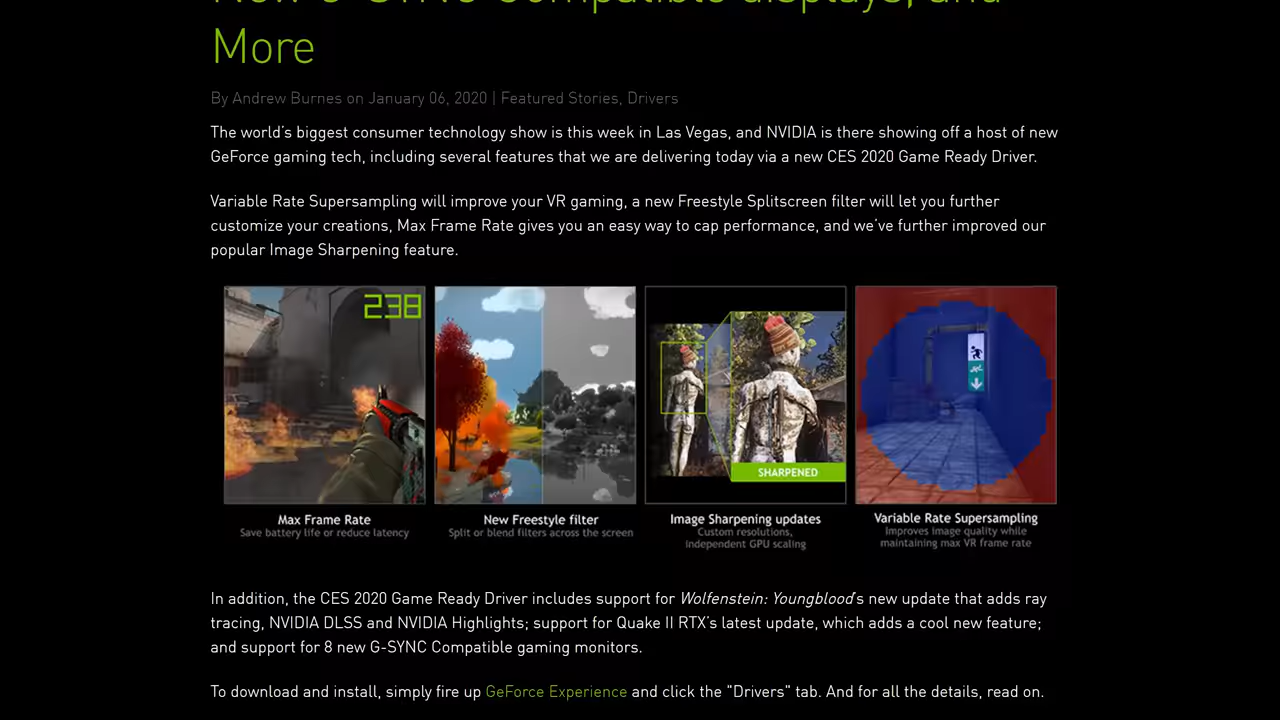 New G-SYNC Compatible displays, and
More
By Andrew Burnes on January 06, 2020 | Featured Stories, Drivers
The world's biggest consumer technology show is this week in Las Vegas, and NVIDIA is there showing off a host of new
GeForce gaming tech, including several features that we are delivering today via a new CES 2020 Game Ready Driver.
Variable Rate Supersampling will improve your VR gaming, a new Freestyle Splitscreen filter will let you further
customize your creations, Max Frame Rate gives you an easy way to cap performance, and we've further improved our
popular Image Sharpening feature.
238
SHARPENED
Max Frame Rate
Save battery life or reduce latency
New Freestyle filter
Split or blend filters across the screen
Image Sharpening updates
Custom resolutions,
independent GPU scaling
Variable Rate Supersampling
Improves image quality while
maintaining max VR frame rate
In addition, the CES 2020 Game Ready Driver includes support for Wolfenstein: Youngblood's new update that adds ray
tracing, NVIDIA DLSS and NVIDIA Highlights; support for Quake II RTX's latest update, which adds a cool new feature;
and support for 8 new G-SYNC Compatible gaming monitors.
To download and install, simply fire up GeForce Experience and click the "Drivers" tab. And for all the details, read on.